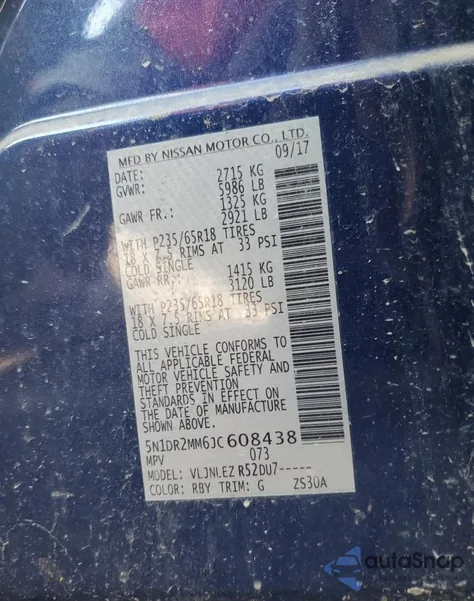 MFD BY NISSAN MOTOR CO., LTD.
DATE: 09/17
GVWR: 2715 KG
5986 LB
GAWR FR.: 1325 KG
2921 LB
WITH P235/65R18 TIRES
18 X 7.5 RIMS AT 33 PSI
COLD SINGLE
GAWR RR.: 1415 KG
3120 LB
WITH P235/65R18 TIRES
18 X 7.5 RIMS AT 33 PSI
COLD SINGLE
THIS VEHICLE CONFORMS TO
ALL APPLICABLE FEDERAL
MOTOR VEHICLE SAFETY AND
THEFT PREVENTION
STANDARDS IN EFFECT ON
THE DATE OF MANUFACTURE
SHOWN ABOVE.
5N1DR2MM6JC608438
MPV 073
MODEL: VLJNLEZ R52DU7-----
COLOR: RBY TRIM: G ZS30A
autoSnap